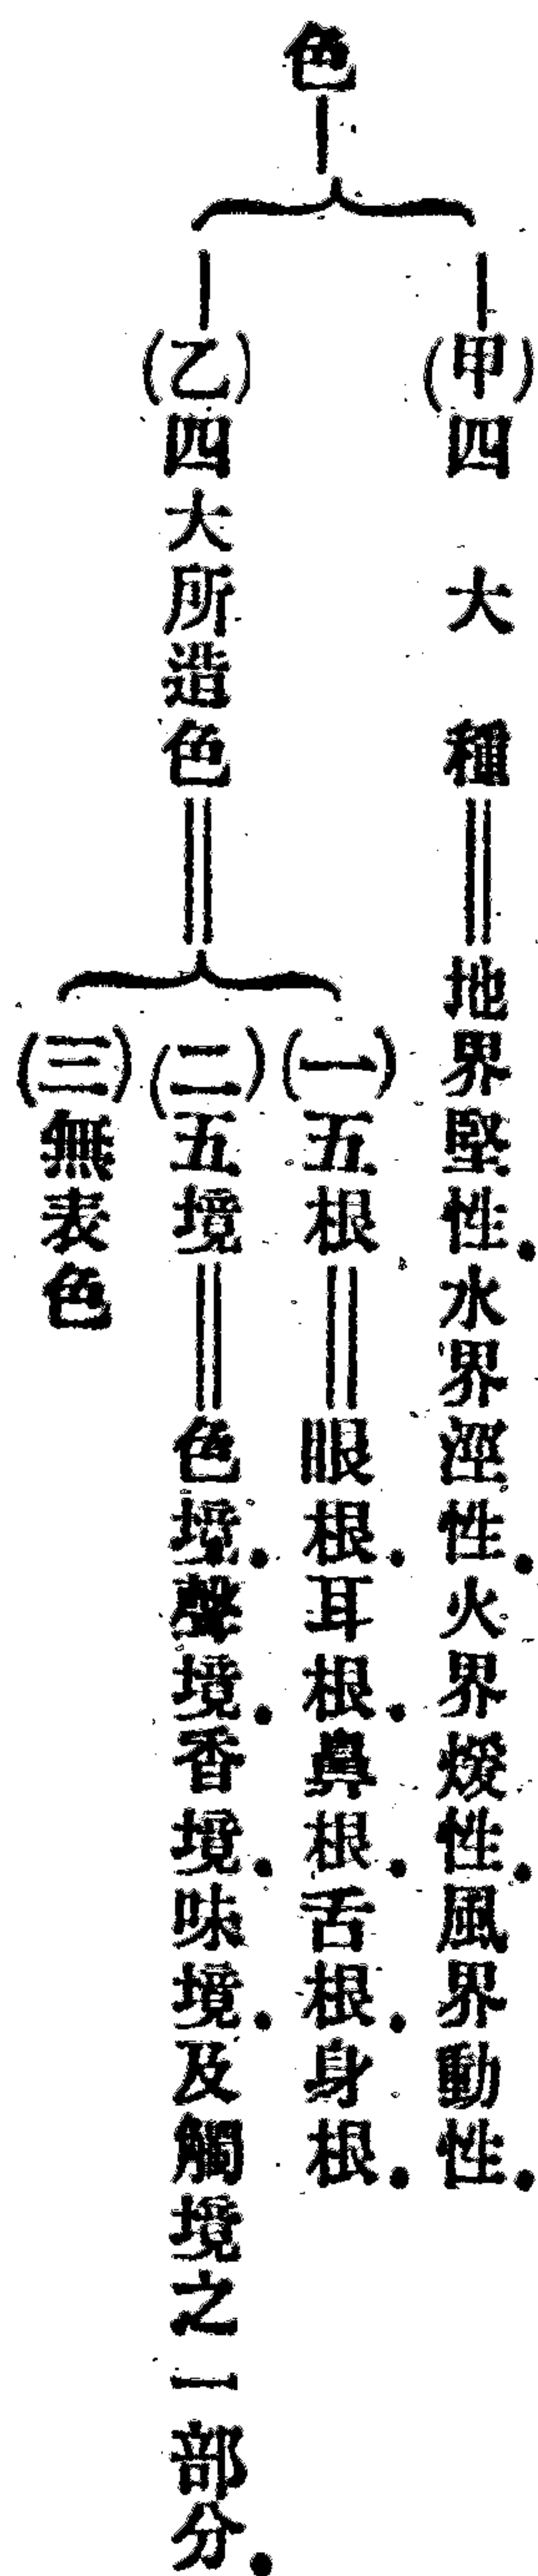 色
(甲)四大種＝地界堅性.水界溼性.火界煖性.風界動性.
(乙)四大所造色
(一)五根＝眼根.耳根.鼻根.舌根.身根.
(二)五境＝色境.聲境.香境.味境.及觸境之一部分.
(三)無表色